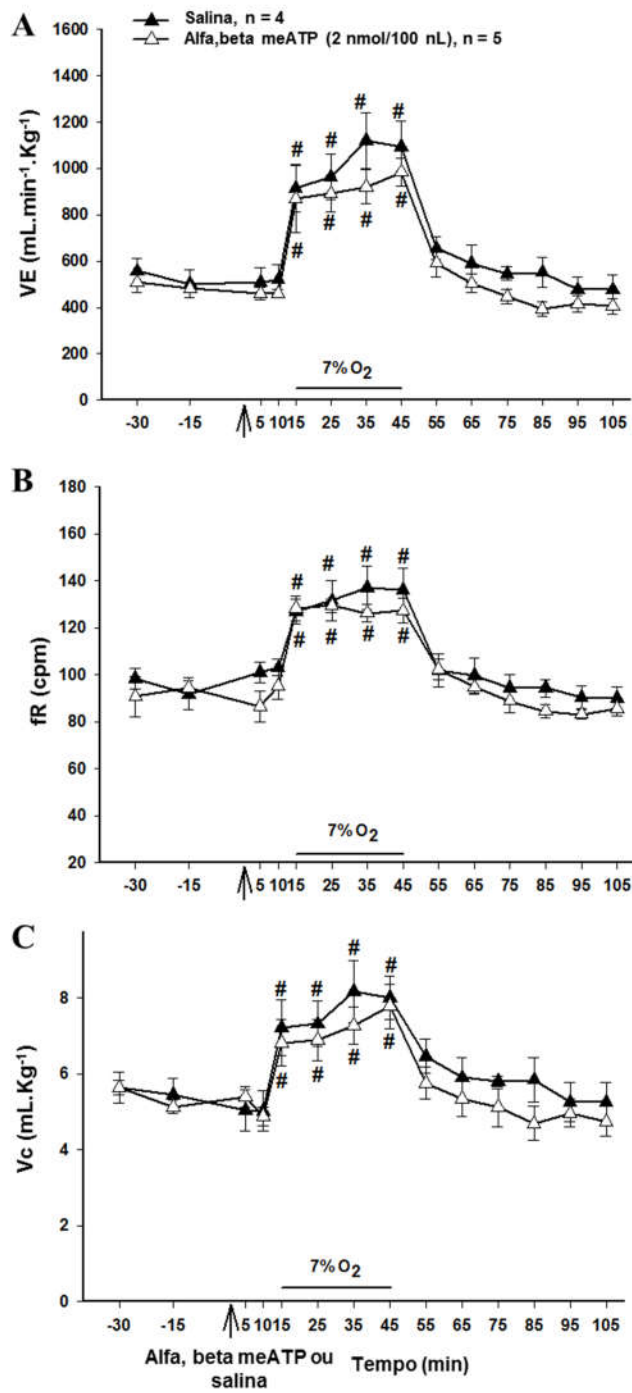 A
Salina, n = 4
Alfa,beta meATP (2 nmol/100 nL), n = 5
1600
1400
1200
1000
800
600
400
200
0
VE (mL.min-1.Kg-1)
# # # #
# # # #
7% O2
-30 -15 5 10 15 25 35 45 55 65 75 85 95 105
B
180
160
140
120
100
80
60
40
20
fR (cpm)
# # # #
# # # #
7% O2
-30 -15 5 10 15 25 35 45 55 65 75 85 95 105
C
8
6
4
2
0
Vc (mL.Kg-1)
# # # #
# # # #
7% O2
-30 -15 5 10 15 25 35 45 55 65 75 85 95 105
Alfa, beta meATP ou
salina
Tempo (min)